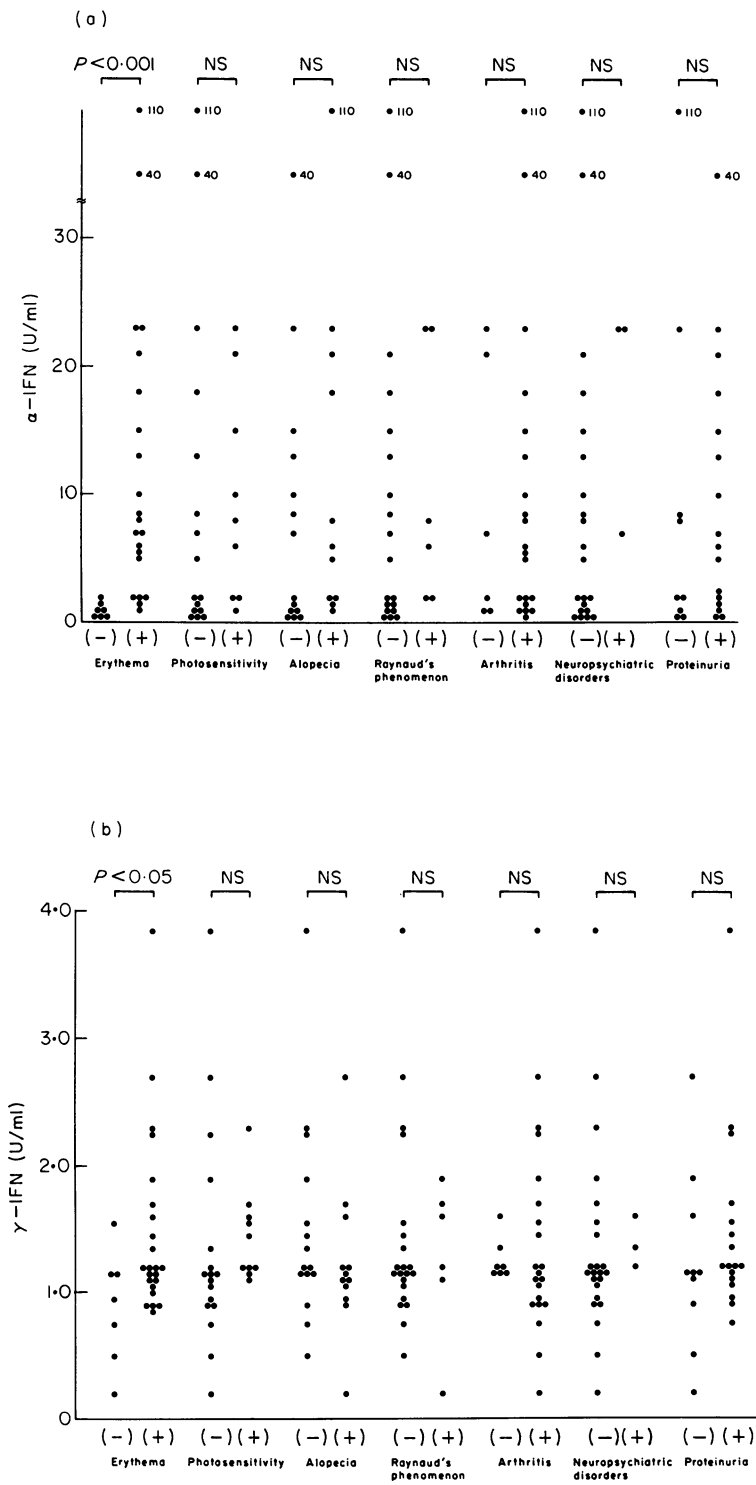 (a)
P<0·001 NS NS NS NS NS NS
110 110 110 110 110 110 110
40 40 40 40 40 40 40
30
20
10
0
α-IFN (U/ml)
(-) (+) (-) (+) (-) (+) (-) (+) (-) (+) (-) (+) (-) (+)
Erythema Photosensitivity Alopecia Raynaud's phenomenon Arthritis Neuropsychiatric disorders Proteinuria
(b)
P<0·05 NS NS NS NS NS NS
4·0
3·0
2·0
1·0
0
γ-IFN (U/ml)
(-) (+) (-) (+) (-) (+) (-) (+) (-) (+) (-) (+) (-) (+)
Erythema Photosensitivity Alopecia Raynaud's phenomenon Arthritis Neuropsychiatric disorders Proteinuria